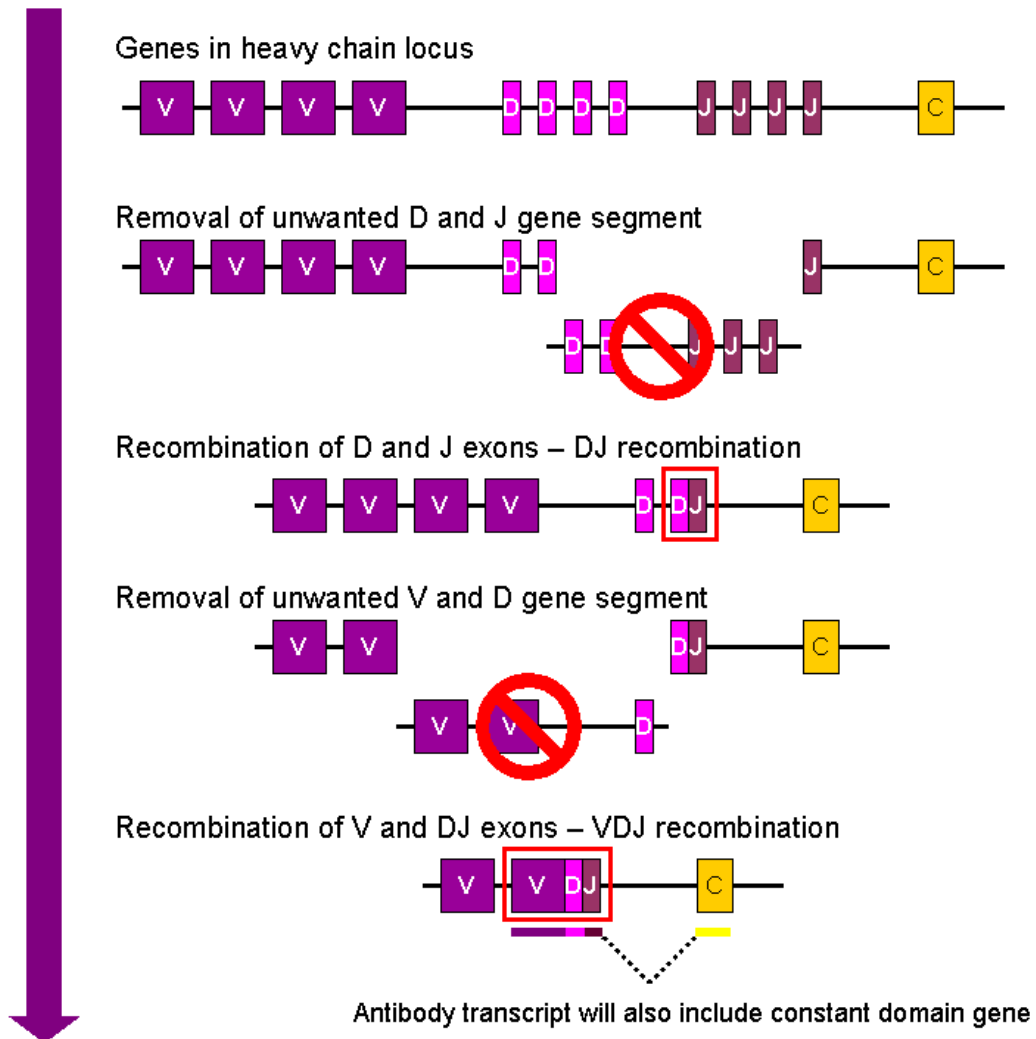 Genes in heavy chain locus
V V V V D D D D J J J J C
Removal of unwanted D and J gene segment
V V V V D D J C
D D J J J
Recombination of D and J exons – DJ recombination
V V V V D D J C
Removal of unwanted V and D gene segment
V V D J C
V V D
Recombination of V and DJ exons – VDJ recombination
V V D J C
Antibody transcript will also include constant domain gene